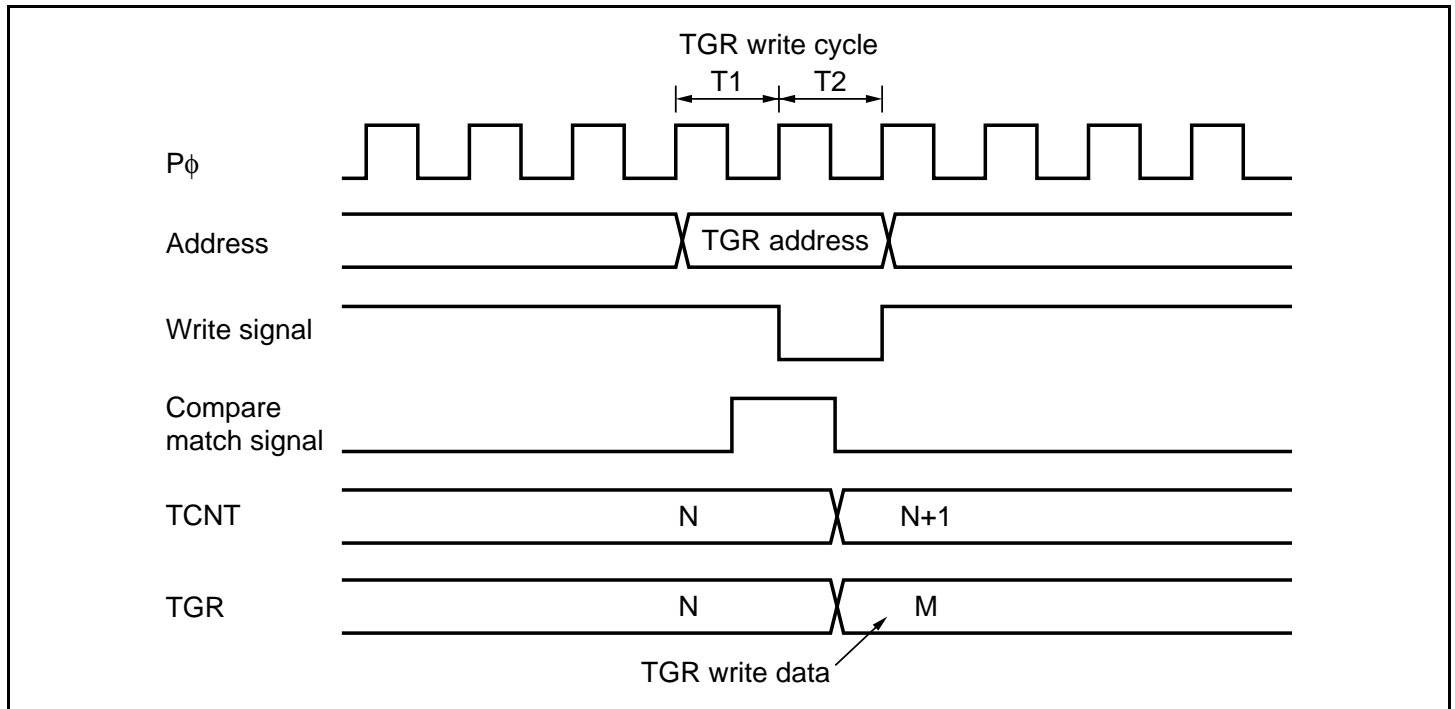 TGR write cycle
T1 T2
Pϕ
Address TGR address
Write signal
Compare
match signal
TCNT N N+1
TGR N M
TGR write data